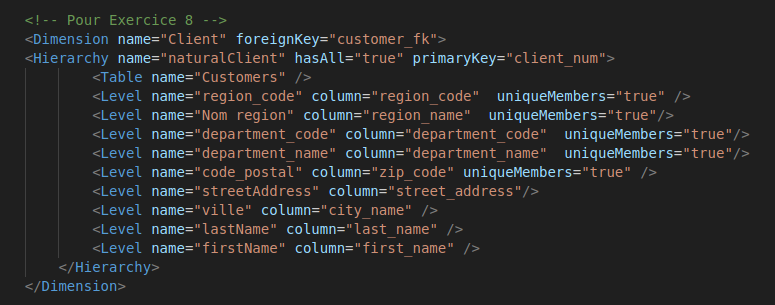 <!-- Pour Exercice 8 -->
<Dimension name="Client" foreignKey="customer_fk">
<Hierarchy name="naturalClient" hasAll="true" primaryKey="client_num">
<Table name="Customers" />
<Level name="region_code" column="region_code"  uniqueMembers="true" />
<Level name="Nom region" column="region_name"  uniqueMembers="true"/>
<Level name="department_code" column="department_code"  uniqueMembers="true"/>
<Level name="department_name" column="department_name"  uniqueMembers="true"/>
<Level name="code_postal" column="zip_code" uniqueMembers="true" />
<Level name="streetAddress" column="street_address"/>
<Level name="ville" column="city_name" />
<Level name="lastName" column="last_name" />
<Level name="firstName" column="first_name" />
</Hierarchy>
</Dimension>